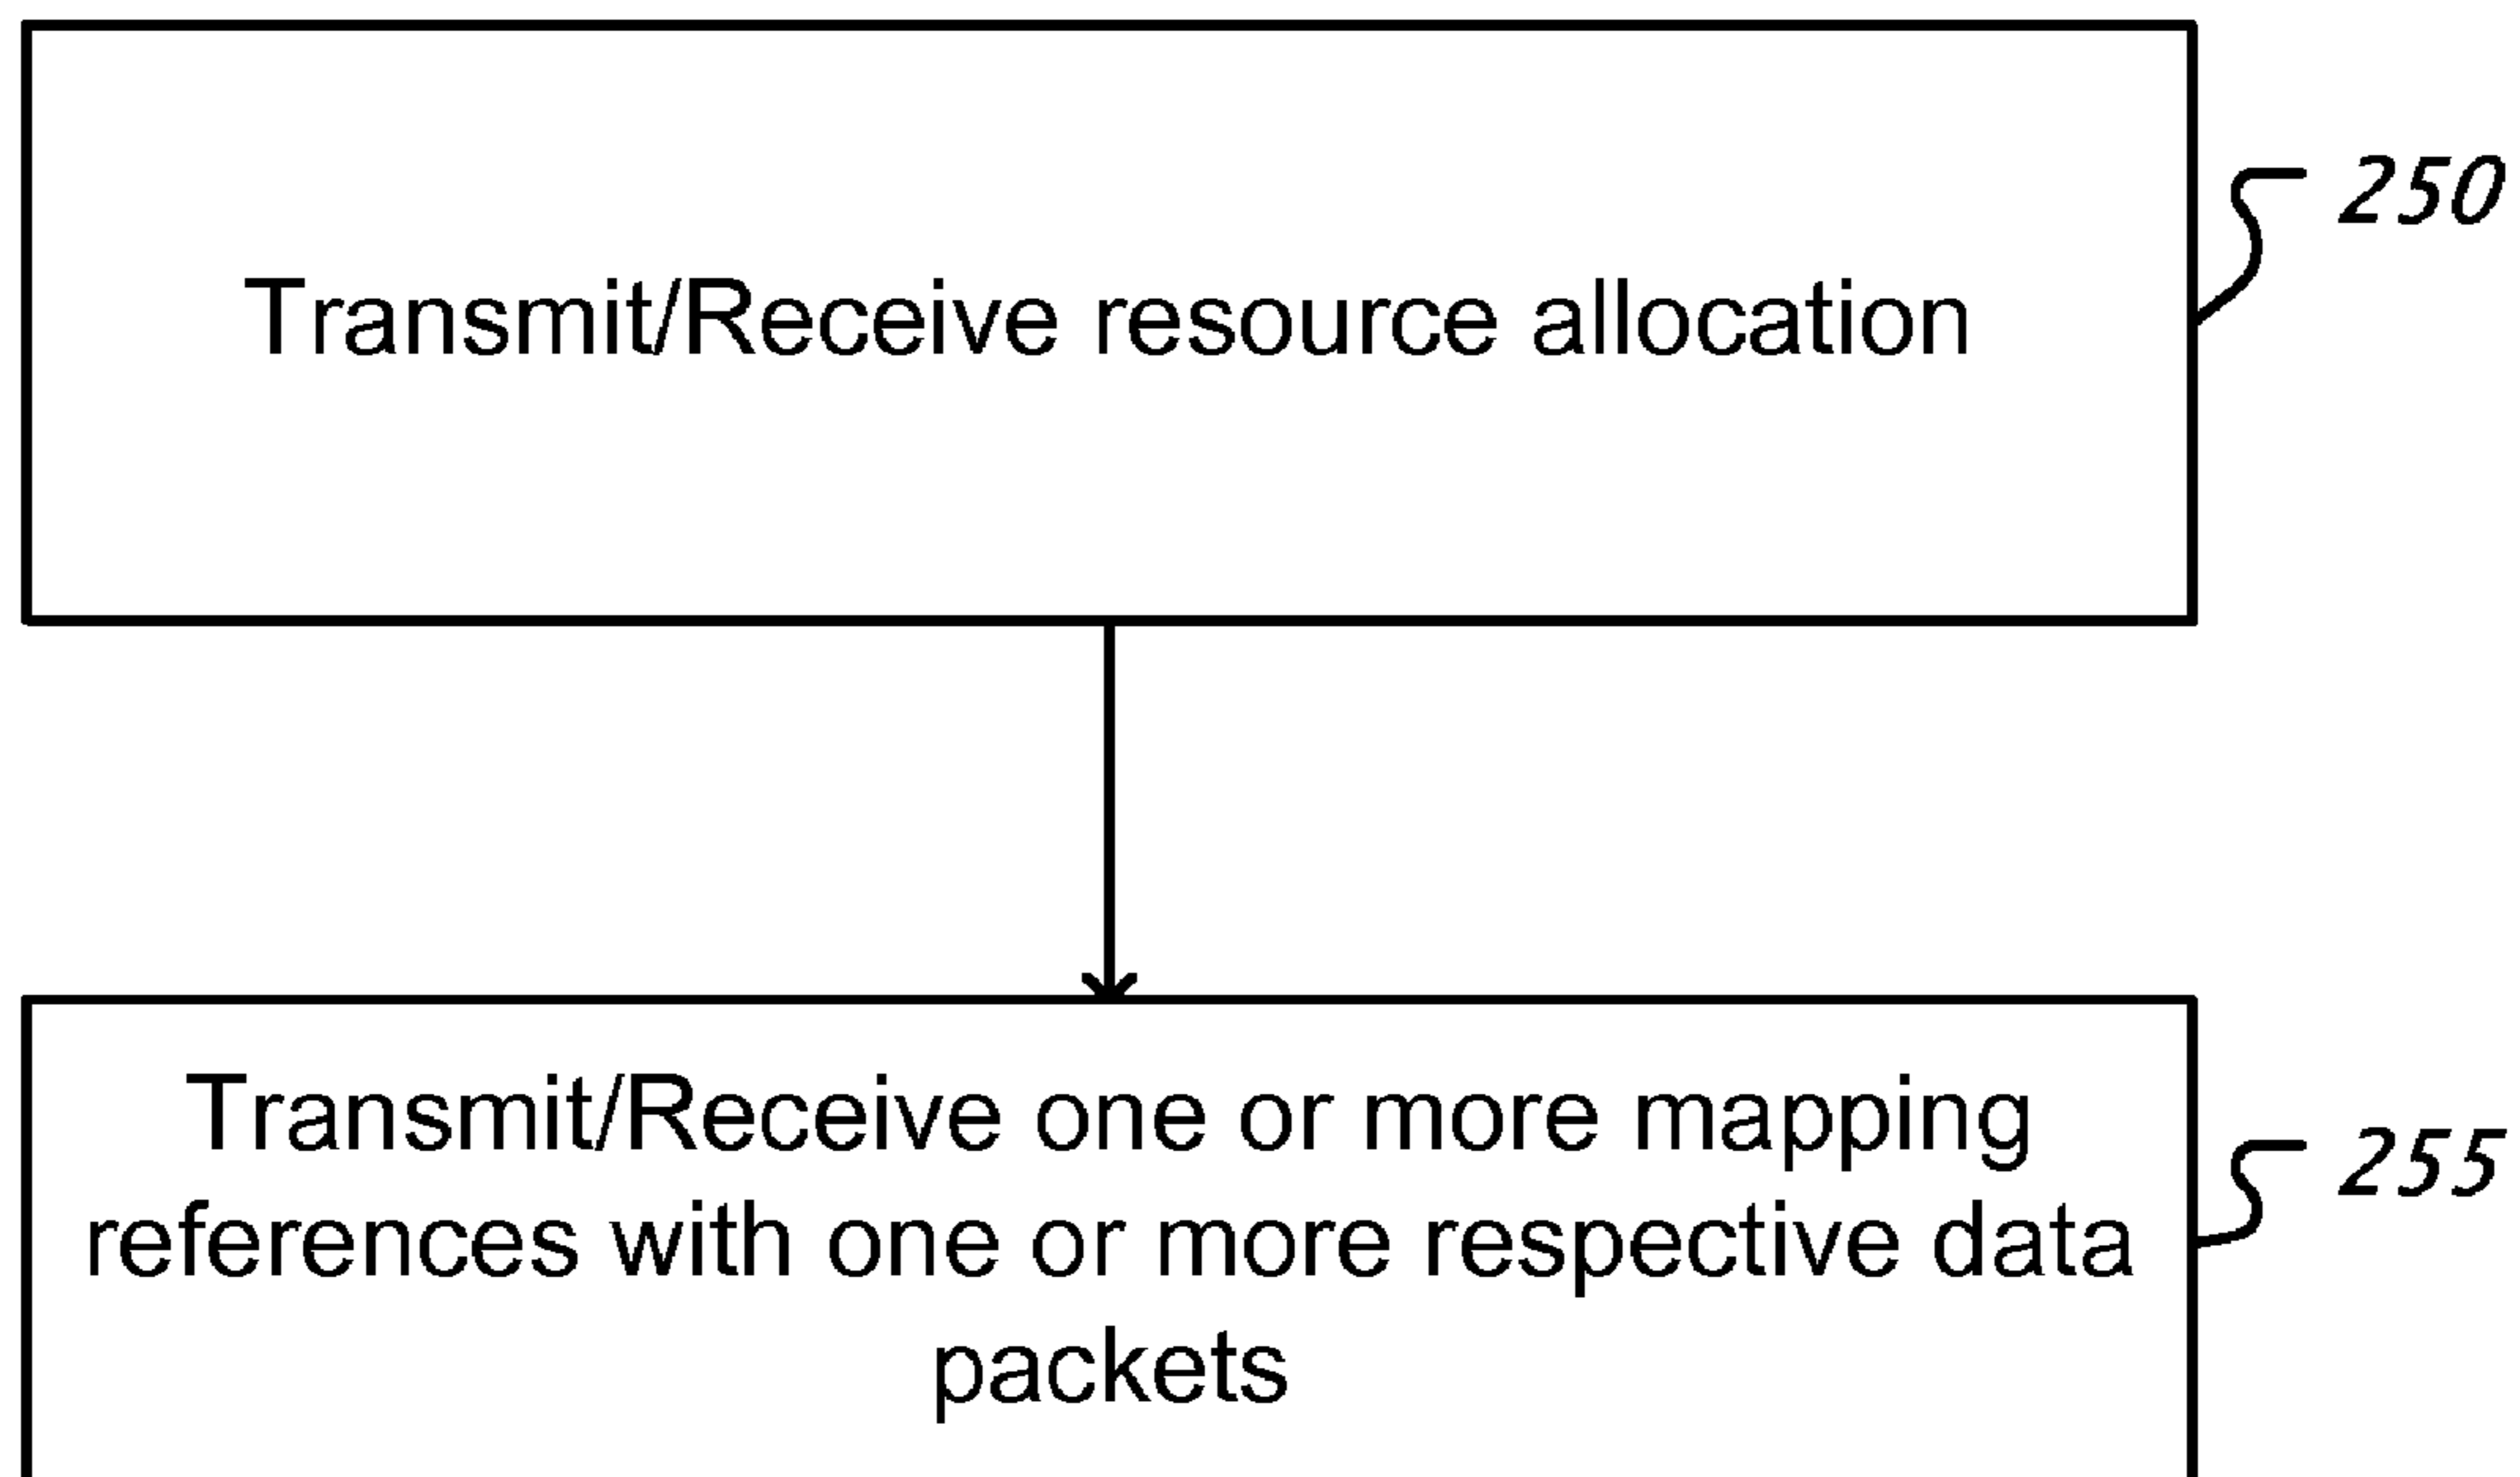 Transmit/Receive resource allocation
250
Transmit/Receive one or more mapping
references with one or more respective data
packets
255